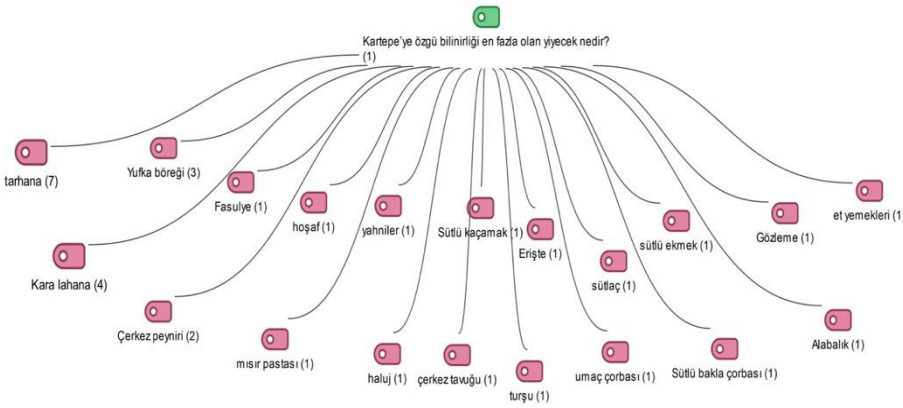 Kartepe'ye özgü bilinirliği en fazla olan yiyecek nedir?
(1)
tarhana (7)
Yufka böreği (3)
Fasulye (1)
hoşaf (1)
yahniler (1)
Sütlü kaçamak (1)
Erişte (1)
sütlaç (1)
sütlü ekmek (1)
Gözleme (1)
et yemekleri (1)
Kara lahana (4)
Çerkez peyniri (2)
mısır pastası (1)
haluj (1)
çerkez tavuğu (1)
turşu (1)
umaç çorbası (1)
Sütlü bakla çorbası (1)
Alabalık (1)